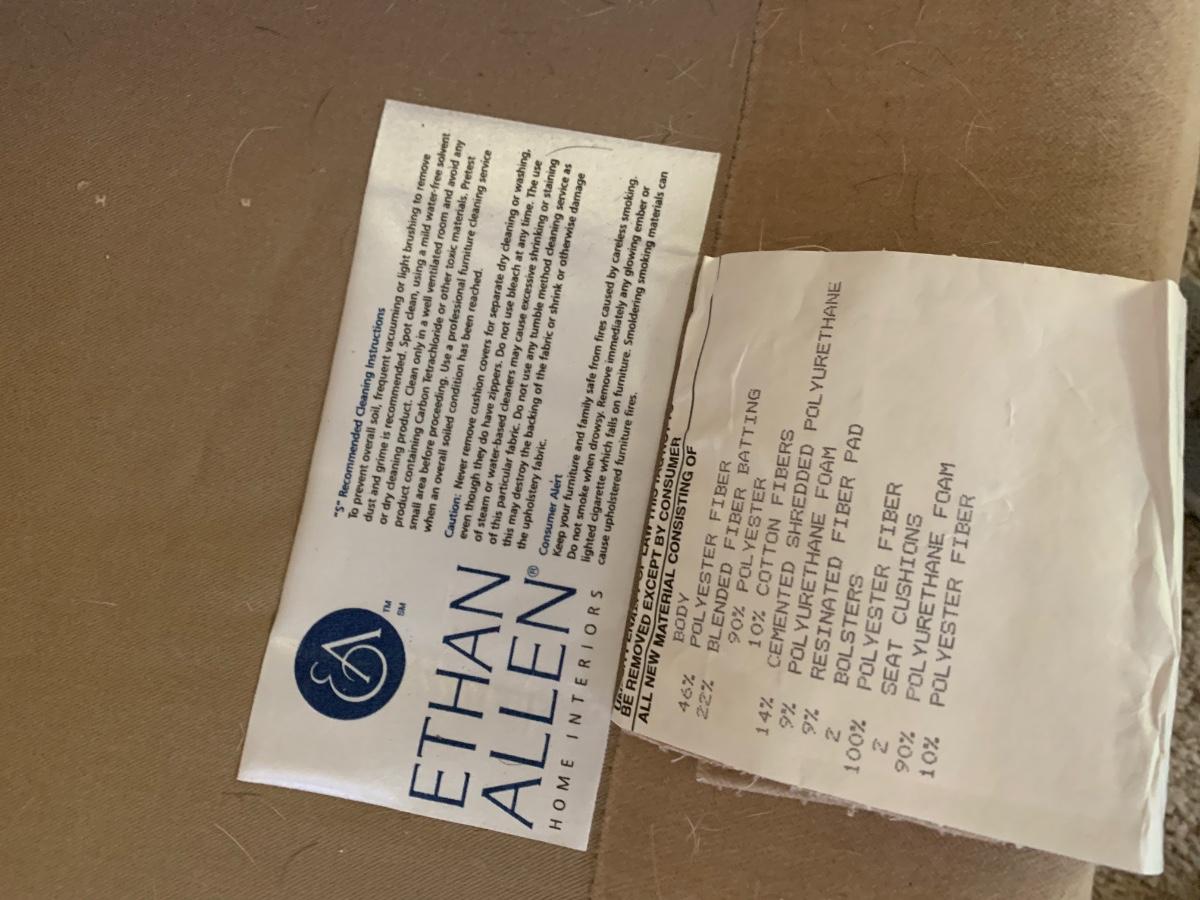 EA
™
SM
ETHAN
ALLEN®
HOME INTERIORS
"S" Recommended Cleaning Instructions
To prevent overall soil, frequent vacuuming or light brushing to remove
dust and grime is recommended. Spot clean, using a mild water-free solvent
or dry cleaning product. Clean only in a well ventilated room and avoid any
product containing Carbon Tetrachloride or other toxic materials. Pretest
small area before proceeding. Use a professional furniture cleaning service
when an overall soiled condition has been reached.
Caution: Never remove cushion covers for separate dry cleaning or washing,
even though they do have zippers. Do not use bleach at any time. The use
of steam or water-based cleaners may cause excessive shrinking or staining
of this particular fabric. Do not use any tumble method cleaning service as
this may destroy the backing of the fabric or shrink or otherwise damage
the upholstery fabric.
Consumer Alert
Keep your furniture and family safe from fires caused by careless smoking.
Do not smoke when drowsy. Remove immediately any glowing ember or
lighted cigarette which falls on furniture. Smoldering smoking materials can
cause upholstered furniture fires.
LAW THIS
BE REMOVED EXCEPT BY CONSUMER
ALL NEW MATERIAL CONSISTING OF
BODY
46% POLYESTER FIBER
22% BLENDED FIBER BATTING
90% POLYESTER
10% COTTON FIBERS
14% CEMENTED SHREDDED POLYURETHANE
9% POLYURETHANE FOAM
9% RESINATED FIBER PAD
2 BOLSTERS
100% POLYESTER FIBER
2 SEAT CUSHIONS
90% POLYURETHANE FOAM
10% POLYESTER FIBER